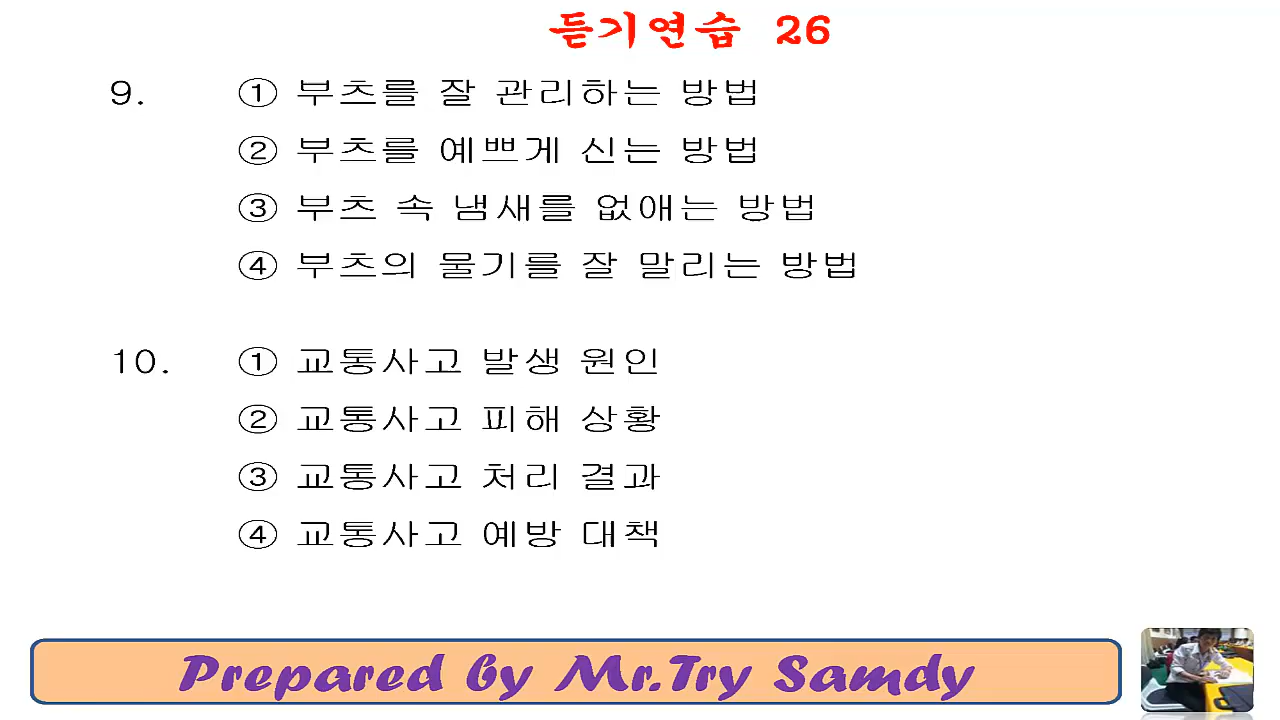 듣기연습 26
9. ① 부츠를 잘 관리하는 방법
② 부츠를 예쁘게 신는 방법
③ 부츠 속 냄새를 없애는 방법
④ 부츠의 물기를 잘 말리는 방법
10. ① 교통사고 발생 원인
② 교통사고 피해 상황
③ 교통사고 처리 결과
④ 교통사고 예방 대책
Prepared by Mr.Try Samdy